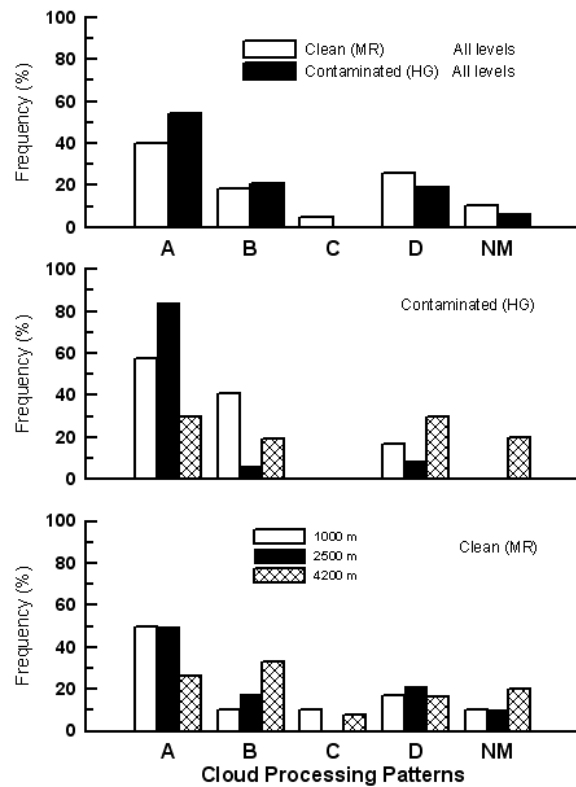 100
80
60
40
20
0
Frequency (%)
Clean (MR) All levels
Contaminated (HG) All levels
A B C D NM
100
80
60
40
20
0
Frequency (%)
Contaminated (HG)
100
80
60
40
20
0
Frequency (%)
1000 m
2500 m
4200 m
Clean (MR)
A B C D NM
Cloud Processing Patterns